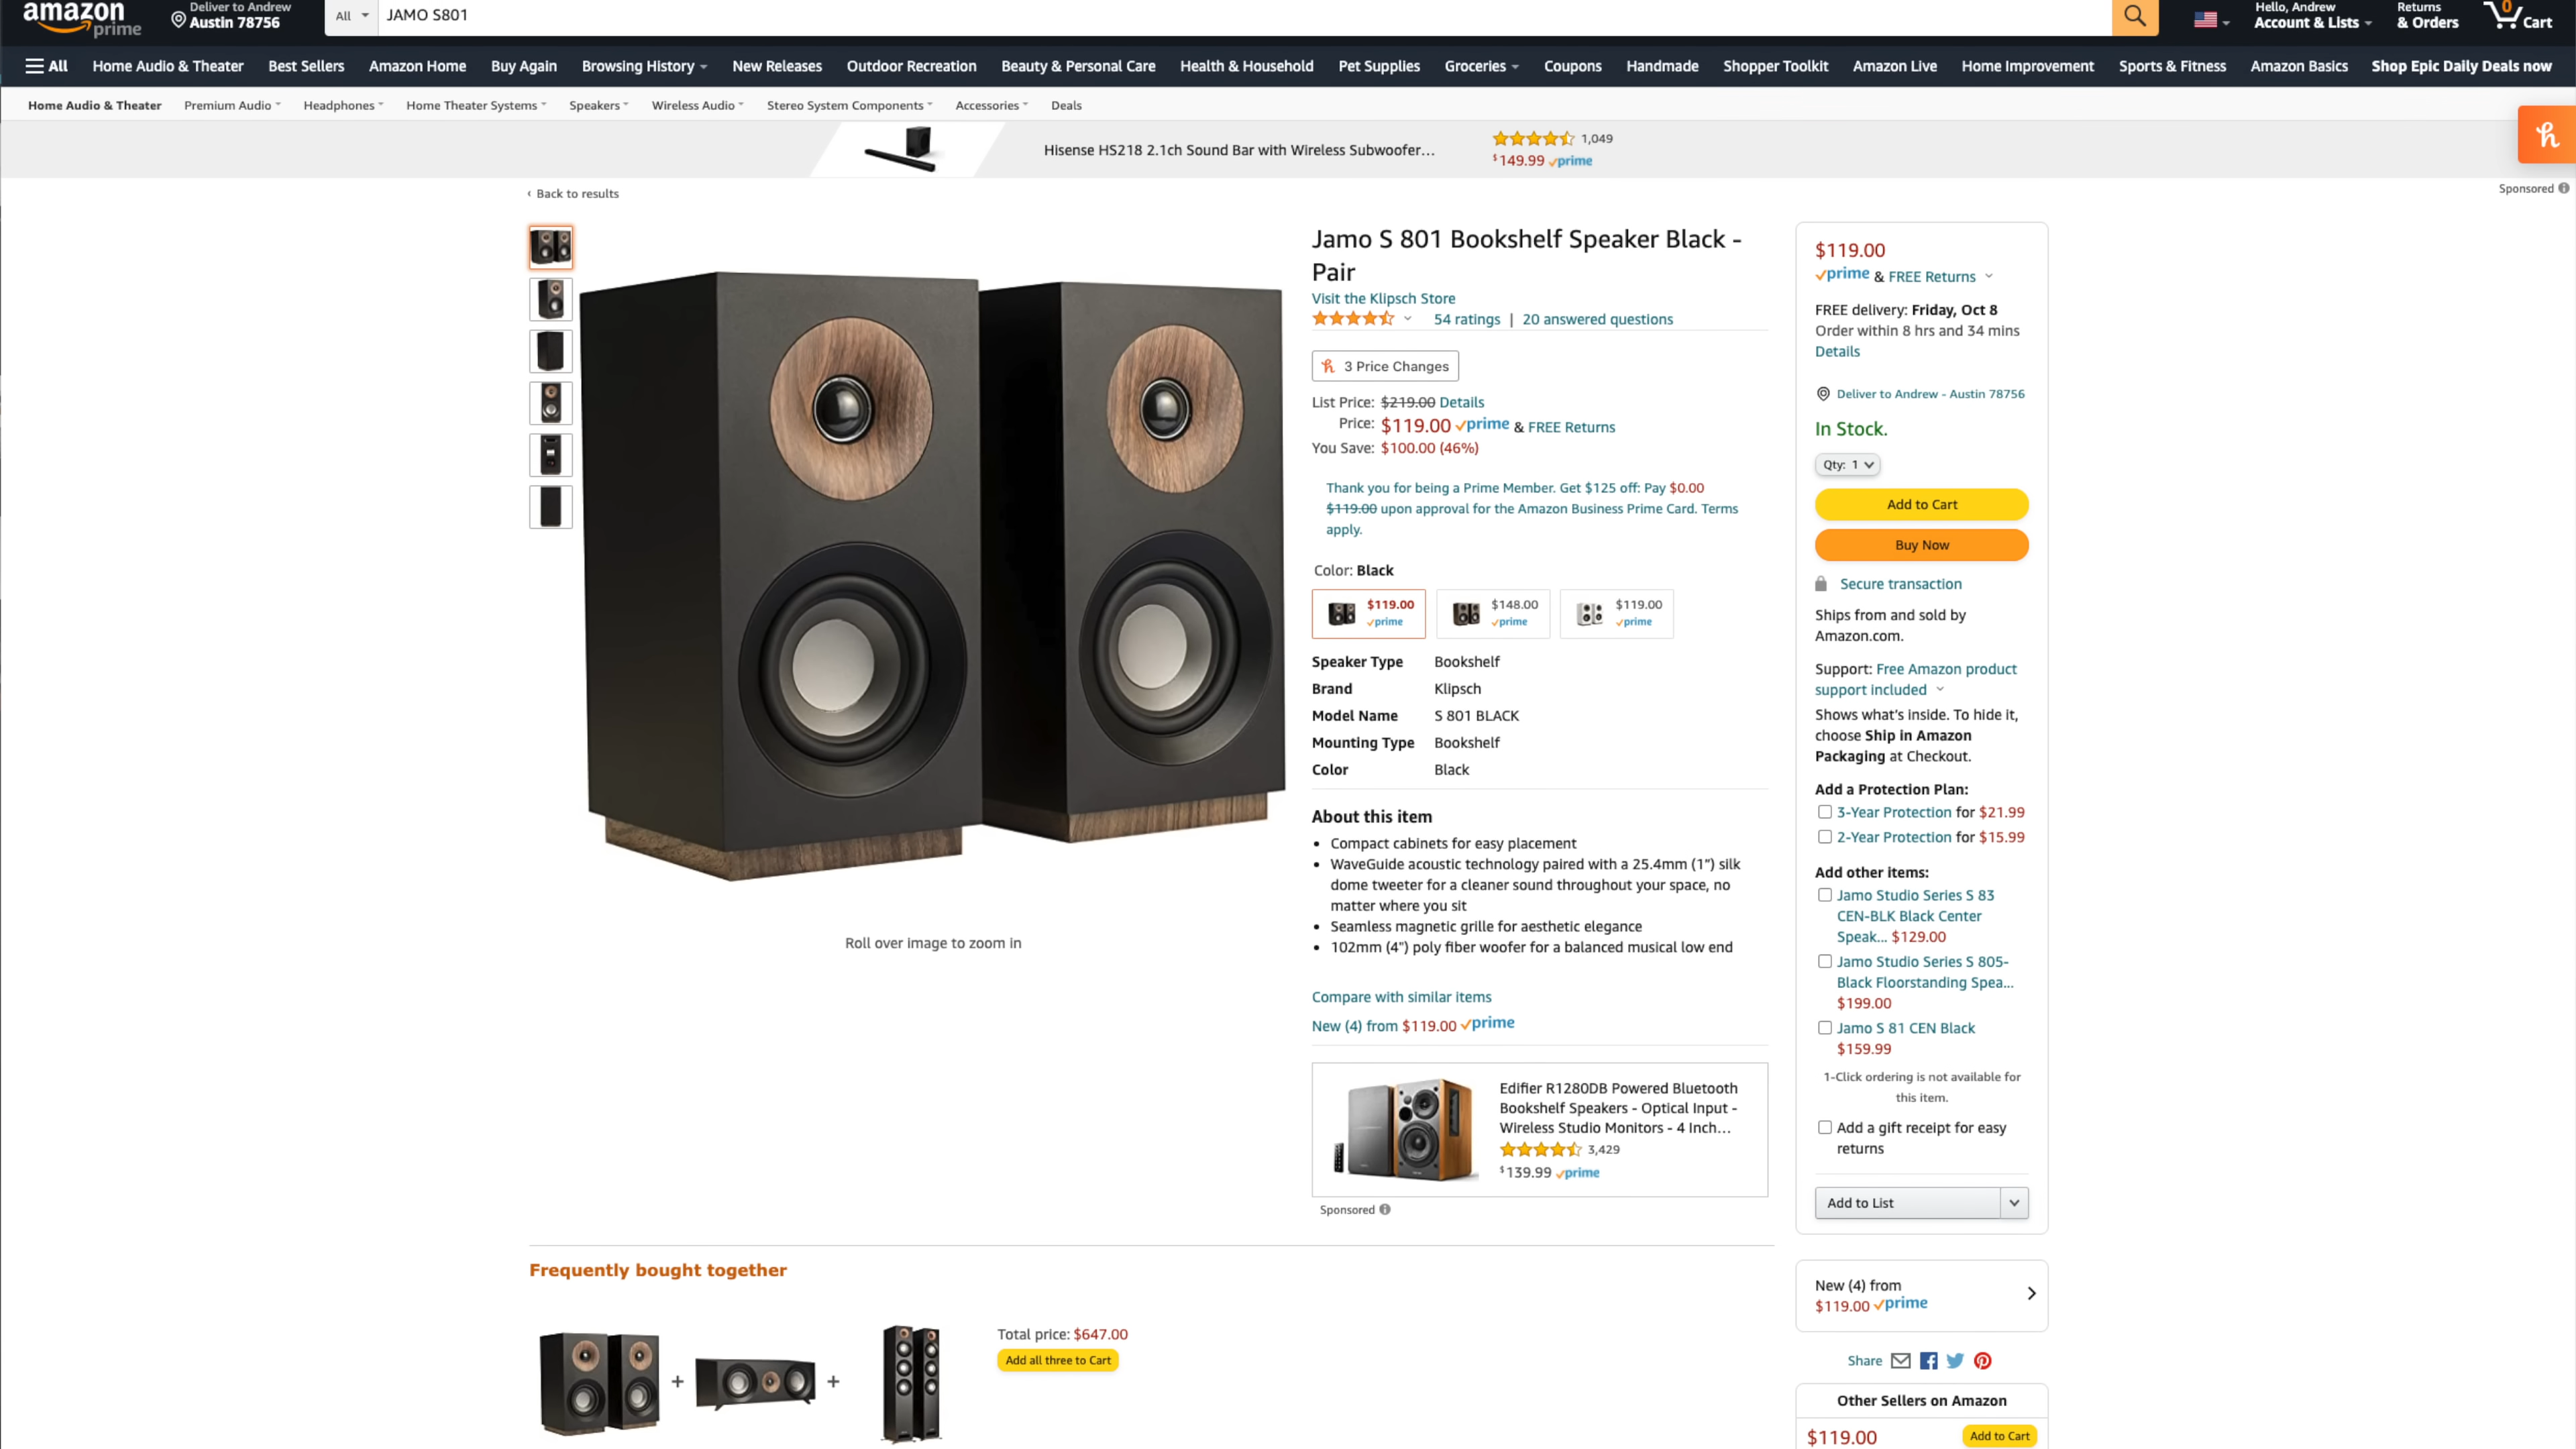 amazon
prime
Deliver to Andrew
Austin 78756
All
JAMO S801
Hello, Andrew
Account & Lists
Returns
& Orders
0
Cart
All
Home Audio & Theater
Best Sellers
Amazon Home
Buy Again
Browsing History
New Releases
Outdoor Recreation
Beauty & Personal Care
Health & Household
Pet Supplies
Groceries
Coupons
Handmade
Shopper Toolkit
Amazon Live
Home Improvement
Sports & Fitness
Amazon Basics
Shop Epic Daily Deals now
Home Audio & Theater
Premium Audio
Headphones
Home Theater Systems
Speakers
Wireless Audio
Stereo System Components
Accessories
Deals
Hisense HS218 2.1ch Sound Bar with Wireless Subwoofer...
1,049
$149.99 prime
Sponsored
‹ Back to results
Roll over image to zoom in
Jamo S 801 Bookshelf Speaker Black -
Pair
Visit the Klipsch Store
54 ratings | 20 answered questions
3 Price Changes
List Price: $219.00 Details
Price: $119.00 prime & FREE Returns
You Save: $100.00 (46%)
Thank you for being a Prime Member. Get $125 off: Pay $0.00
$119.00 upon approval for the Amazon Business Prime Card. Terms
apply.
Color: Black
$119.00
prime
$148.00
prime
$119.00
prime
Speaker Type Bookshelf
Brand Klipsch
Model Name S 801 BLACK
Mounting Type Bookshelf
Color Black
About this item
• Compact cabinets for easy placement
• WaveGuide acoustic technology paired with a 25.4mm (1") silk
dome tweeter for a cleaner sound throughout your space, no
matter where you sit
• Seamless magnetic grille for aesthetic elegance
• 102mm (4") poly fiber woofer for a balanced musical low end
Compare with similar items
New (4) from $119.00 prime
Edifier R1280DB Powered Bluetooth
Bookshelf Speakers - Optical Input -
Wireless Studio Monitors - 4 Inch...
3,429
$139.99 prime
Sponsored
$119.00
prime & FREE Returns
FREE delivery: Friday, Oct 8
Order within 8 hrs and 34 mins
Details
Deliver to Andrew - Austin 78756
In Stock.
Qty: 1
Add to Cart
Buy Now
Secure transaction
Ships from and sold by
Amazon.com.
Support: Free Amazon product
support included
Shows what's inside. To hide it,
choose Ship in Amazon
Packaging at Checkout.
Add a Protection Plan:
3-Year Protection for $21.99
2-Year Protection for $15.99
Add other items:
Jamo Studio Series S 83
CEN-BLK Black Center
Speak... $129.00
Jamo Studio Series S 805-
Black Floorstanding Spea...
$199.00
Jamo S 81 CEN Black
$159.99
1-Click ordering is not available for
this item.
Add a gift receipt for easy
returns
Add to List
New (4) from
$119.00 prime
Share
Other Sellers on Amazon
$119.00
Add to Cart
Frequently bought together
+
+
Total price: $647.00
Add all three to Cart